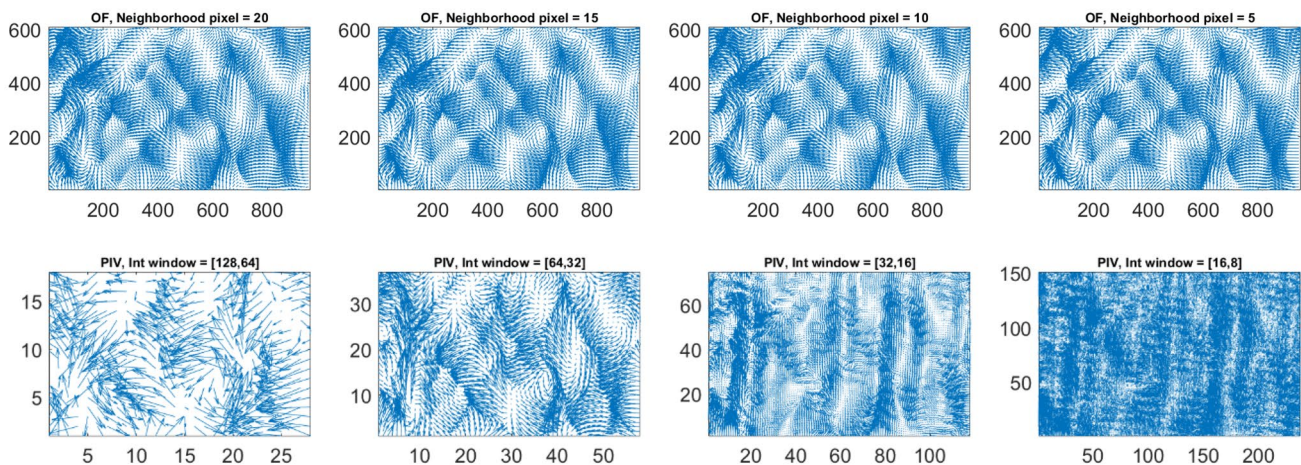 OF, Neighborhood pixel = 20
OF, Neighborhood pixel = 15
OF, Neighborhood pixel = 10
OF, Neighborhood pixel = 5
600
400
200
200 400 600 800
600
400
200
200 400 600 800
600
400
200
200 400 600 800
600
400
200
200 400 600 800
PIV, Int window = [128,64]
PIV, Int window = [64,32]
PIV, Int window = [32,16]
PIV, Int window = [16,8]
15
10
5
5 10 15 20 25
30
20
10
10 20 30 40 50
60
40
20
20 40 60 80 100
150
100
50
50 100 150 200